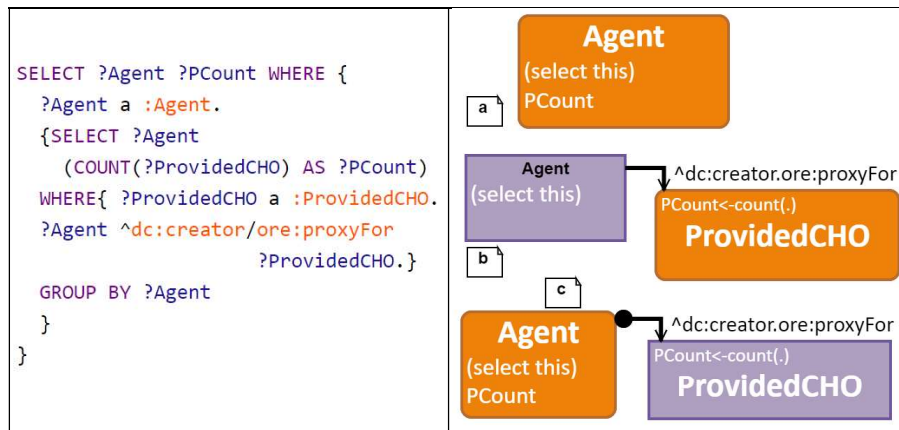 SELECT ?Agent ?PCount WHERE {
?Agent a :Agent.
{SELECT ?Agent
(COUNT(?ProvidedCHO) AS ?PCount)
WHERE{ ?ProvidedCHO a :ProvidedCHO.
?Agent ^dc:creator/ore:proxyFor
?ProvidedCHO.}
GROUP BY ?Agent
}
}
Agent
(select this)
PCount
a
Agent
(select this)
^dc:creator.ore:proxyFor
PCount<-count(.)
ProvidedCHO
b
c
Agent
(select this)
PCount
^dc:creator.ore:proxyFor
PCount<-count(.)
ProvidedCHO